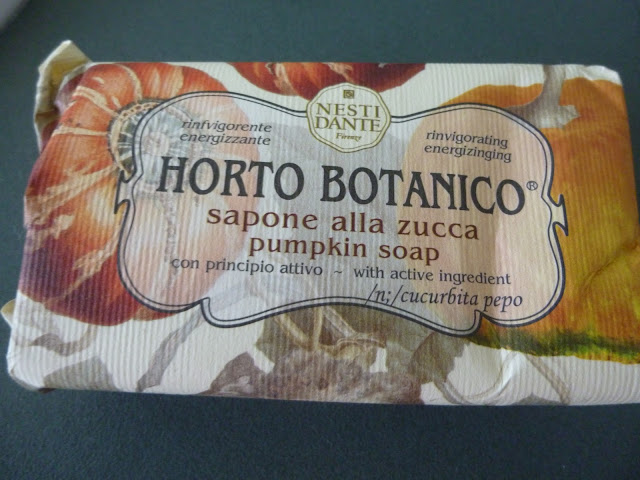 NESTI
DANTE
Firenze
rinfvigorente
energizzante
rinvigorating
energizinging
HORTO BOTANICO®
sapone alla zucca
pumpkin soap
con principio attivo ~ with active ingredient
/n;/cucurbita pepo